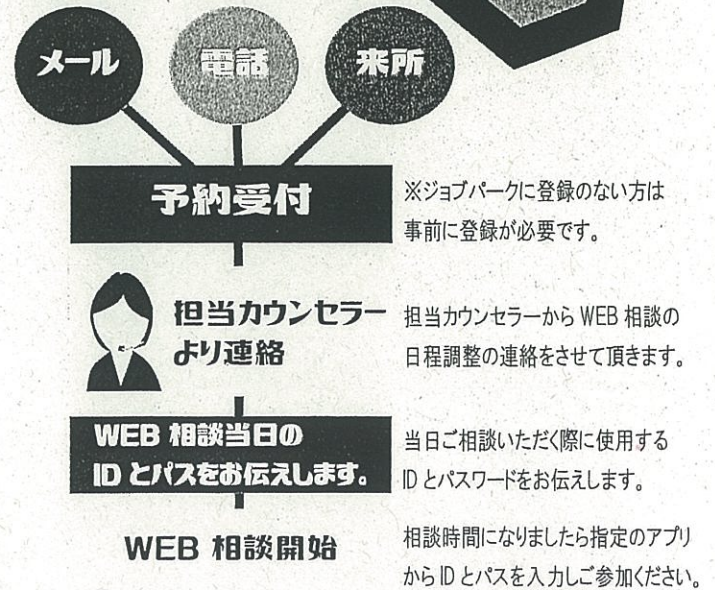 メール
電話
来所
予約受付
※ジョブパークに登録のない方は
事前に登録が必要です。
担当カウンセラー
より連絡
担当カウンセラーから WEB 相談の
日程調整の連絡をさせて頂きます。
WEB 相談当日の
ID とパスをお伝えします。
当日ご相談いただく際に使用する
ID とパスワードをお伝えします。
WEB 相談開始
相談時間になりましたら指定のアプリ
から ID とパスを入力しご参加ください。